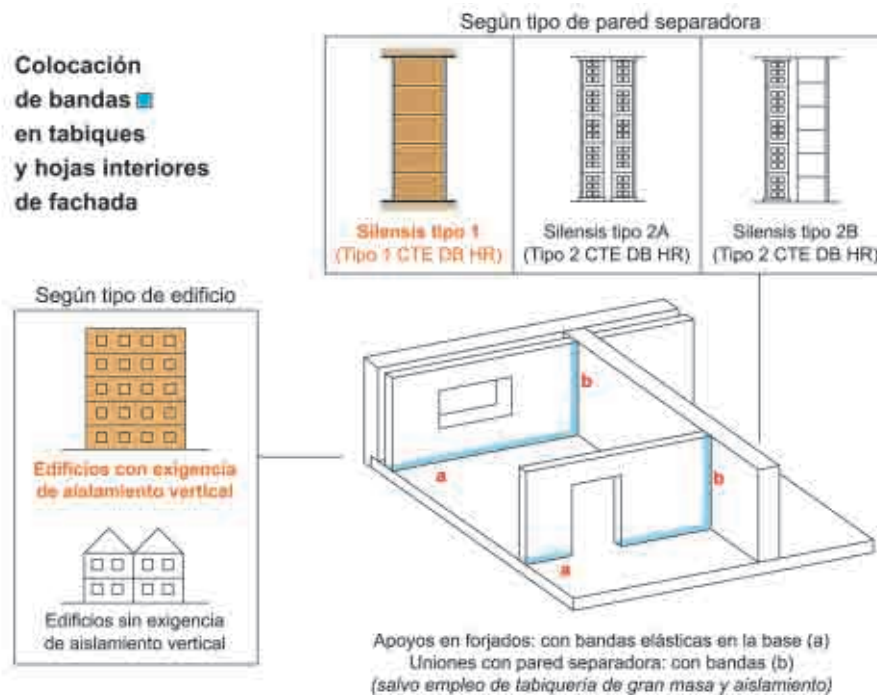 Según tipo de pared separadora
Colocación
de bandas
en tabiques
y hojas interiores
de fachada
Silensis tipo 1
(Tipo 1 CTE DB HR)
Silensis tipo 2A
(Tipo 2 CTE DB HR)
Silensis tipo 2B
(Tipo 2 CTE DB HR)
Según tipo de edificio
Edificios con exigencia
de aislamiento vertical
Edificios sin exigencia
de aislamiento vertical
b
a
b
a
Apoyos en forjados: con bandas elásticas en la base (a)
Uniones con pared separadora: con bandas (b)
(salvo empleo de tabiquería de gran masa y aislamiento)